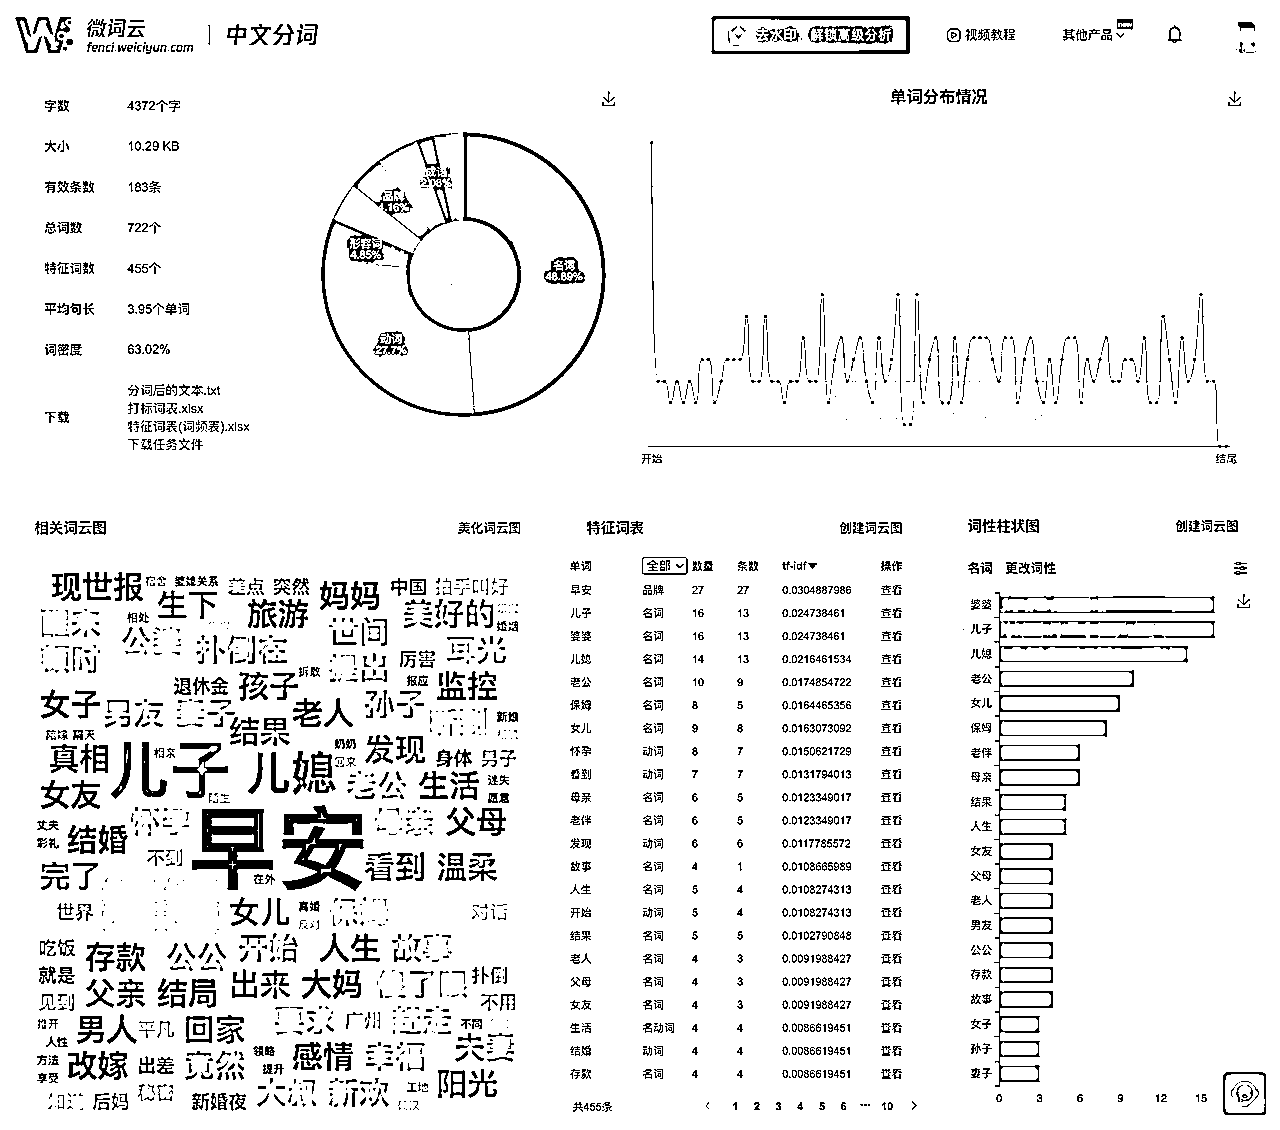 微词云
fenci.weiciyun.com
中文分词
去水印, 解锁高级分析
视频教程
其他产品
new
字数 4372个字
大小 10.29 KB
有效条数 183条
总词数 722个
特征词数 455个
平均句长 3.95个单词
词密度 63.02%
下载
分词后的文本.txt
打标词表.xlsx
特征词表(词频表).xlsx
下载任务文件
名词
48.89%
动词
27.7%
形容词
4.85%
品牌
4.16%
单词分布情况
开始
结尾
相关词云图
美化词云图
现世报 婆媳关系 差点 突然 妈妈 中国 拍手叫好
生下 旅游 美好的 婚姻
相处 公婆 扑倒在 世间 耳光
厉害
退休金 孩子 拆散 报应 监控
女子 男友 妻子 结果 老人 孙子 新娘
隔天
真相 儿子 相亲 儿媳 奶奶 回来 发现 身体 男子
女友 陌生 老公 生活 迷失 愿意
丈夫 彩礼 结婚 怀孕 早安 母亲 父母
不到 在外 看到 温柔
完了
世界 女儿 离婚 反对 保姆 对话
吃饭 存款 公公 开始 人生 故事
就是 父亲 结局 出来 大妈 扑倒
见到 不用
推开 男人 平凡 回家 要求 广州 不同
人性 夫妻
方法 改嫁 出差 竟然 领略 感情 幸福
享受 提升 阳光
知道 后妈 秘密 新婚夜 大叔 新欢 工地
特征词表
创建词云图
单词 全部 数量 条数 tf-idf 操作
早安 品牌 27 27 0.0304887986 查看
儿子 名词 16 13 0.024738461 查看
婆婆 名词 16 13 0.024738461 查看
儿媳 名词 14 13 0.0216461534 查看
老公 名词 10 9 0.0174854722 查看
保姆 名词 8 5 0.0164465356 查看
女儿 名词 9 8 0.0163073092 查看
怀孕 动词 8 7 0.0150621729 查看
看到 动词 7 7 0.0131794013 查看
母亲 名词 6 5 0.0123349017 查看
老伴 名词 6 5 0.0123349017 查看
发现 动词 6 6 0.0117785572 查看
故事 名词 4 1 0.0108665989 查看
人生 名词 5 4 0.0108274313 查看
开始 动词 5 4 0.0108274313 查看
结果 名词 5 5 0.0102790848 查看
老人 名词 4 3 0.0091988427 查看
父母 名词 4 3 0.0091988427 查看
女友 名词 4 3 0.0091988427 查看
生活 名动词 4 4 0.0086619451 查看
结婚 动词 4 4 0.0086619451 查看
存款 名词 4 4 0.0086619451 查看
共455条
1 2 3 4 5 6 ··· 10
词性柱状图
创建词云图
名词 更改词性
婆婆
儿子
儿媳
老公
女儿
保姆
老伴
母亲
结果
人生
女友
父母
老人
男友
公公
存款
故事
女子
孙子
妻子
0 3 6 9 12 15